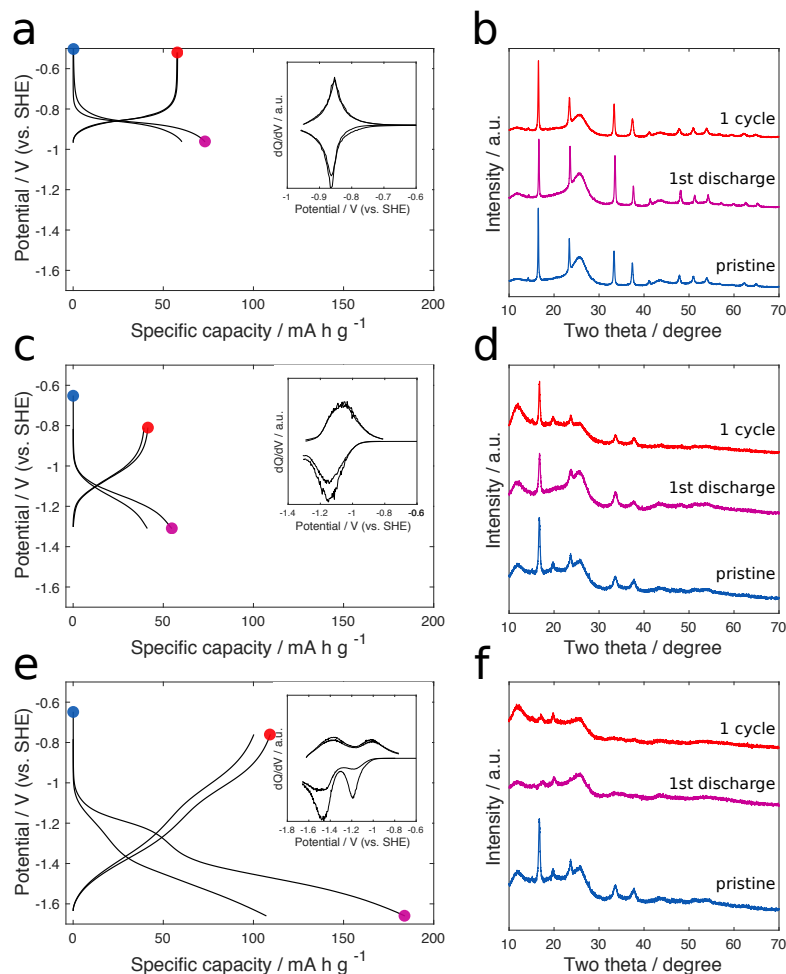 a
Potential / V (vs. SHE)
-0.6
-0.8
-1
-1.2
-1.4
-1.6
0
50
100
150
200
Specific capacity / mA h g⁻¹
dQ/dV / a.u.
-1
-0.9
-0.8
-0.7
-0.6
Potential / V (vs. SHE)
b
Intensity / a.u.
1 cycle
1st discharge
pristine
10
20
30
40
50
60
70
Two theta / degree
c
Potential / V (vs. SHE)
-0.6
-0.8
-1
-1.2
-1.4
-1.6
0
50
100
150
200
Specific capacity / mA h g⁻¹
dQ/dV / a.u.
-1.4
-1.2
-1
-0.8
-0.6
Potential / V (vs. SHE)
d
Intensity / a.u.
1 cycle
1st discharge
pristine
10
20
30
40
50
60
70
Two theta / degree
e
Potential / V (vs. SHE)
-0.6
-0.8
-1
-1.2
-1.4
-1.6
0
50
100
150
200
Specific capacity / mA h g⁻¹
dQ/dV / a.u.
-1.8
-1.6
-1.4
-1.2
-1
-0.8
-0.6
Potential / V (vs. SHE)
f
Intensity / a.u.
1 cycle
1st discharge
pristine
10
20
30
40
50
60
70
Two theta / degree